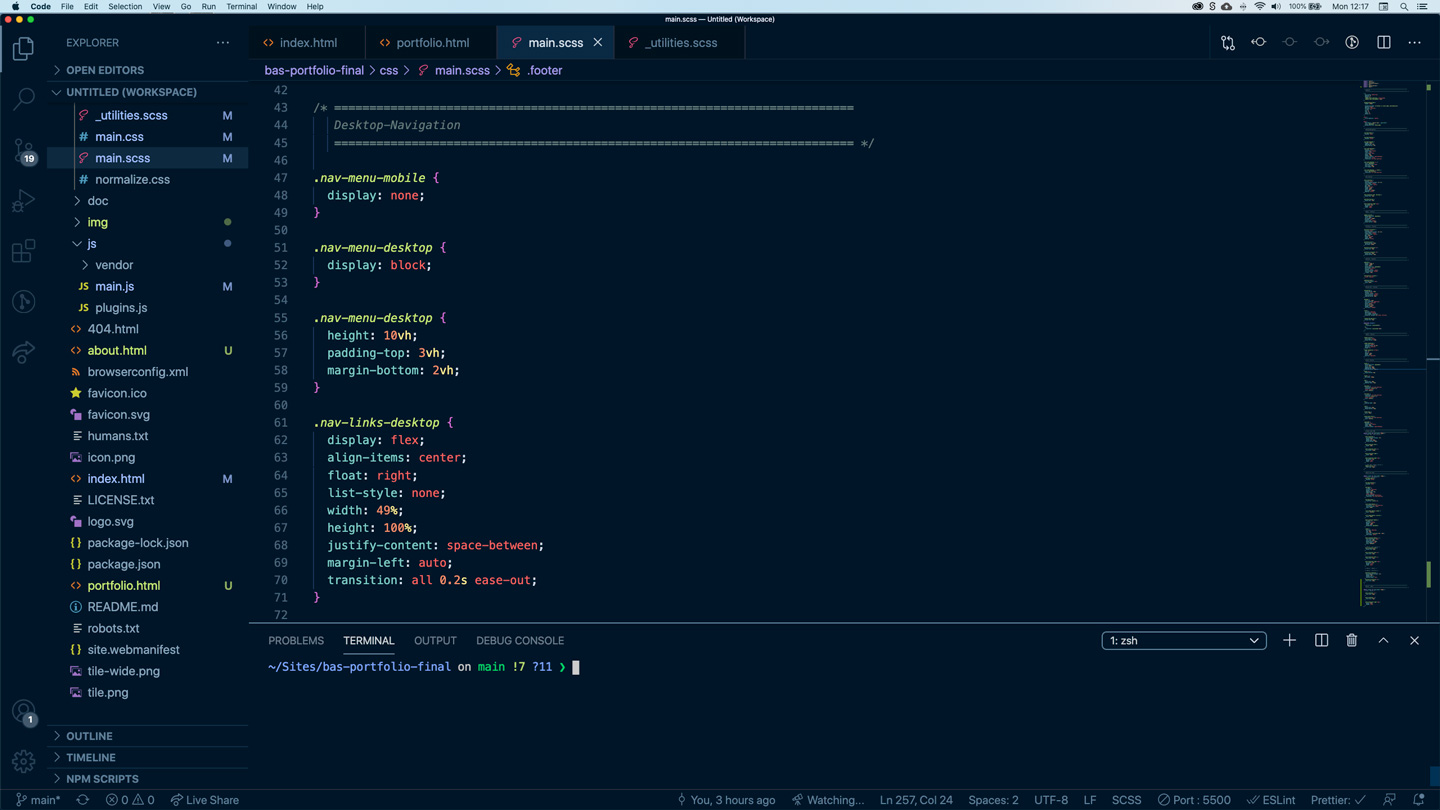 Code File Edit Selection View Go Run Terminal Window Help 100% Mon 12:17
main.scss — Untitled (Workspace)
EXPLORER
OPEN EDITORS
UNTITLED (WORKSPACE)
_utilities.scss M
main.css M
main.scss M
normalize.css
doc
img
js
vendor
main.js M
plugins.js
404.html
about.html U
browserconfig.xml
favicon.ico
favicon.svg
humans.txt
icon.png
index.html M
LICENSE.txt
logo.svg
package-lock.json
package.json
portfolio.html U
README.md
robots.txt
site.webmanifest
tile-wide.png
tile.png
OUTLINE
TIMELINE
NPM SCRIPTS
19
1
index.html portfolio.html main.scss _utilities.scss
bas-portfolio-final > css > main.scss > .footer
42
43 /* ==========================================================================
44 Desktop-Navigation
45 ========================================================================== */
46
47 .nav-menu-mobile {
48 display: none;
49 }
50
51 .nav-menu-desktop {
52 display: block;
53 }
54
55 .nav-menu-desktop {
56 height: 10vh;
57 padding-top: 3vh;
58 margin-bottom: 2vh;
59 }
60
61 .nav-links-desktop {
62 display: flex;
63 align-items: center;
64 float: right;
65 list-style: none;
66 width: 49%;
67 height: 100%;
68 justify-content: space-between;
69 margin-left: auto;
70 transition: all 0.2s ease-out;
71 }
72
PROBLEMS TERMINAL OUTPUT DEBUG CONSOLE 1: zsh
~/Sites/bas-portfolio-final on main !7 ?11 ❯
main* 0 0 Live Share You, 3 hours ago Watching... Ln 257, Col 24 Spaces: 2 UTF-8 LF SCSS Port : 5500 ESLint Prettier: ✓